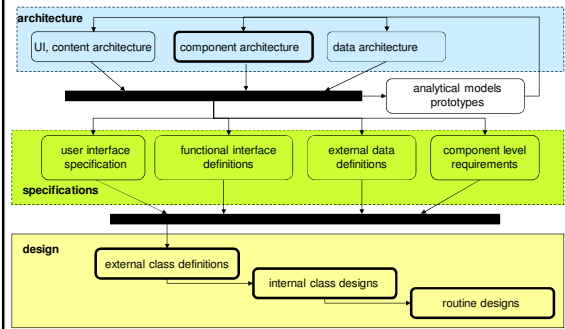 architecture
UI, content architecture
component architecture
data architecture
analytical models
prototypes
user interface
specification
functional interface
definitions
external data
definitions
component level
requirements
specifications
design
external class definitions
internal class designs
routine designs